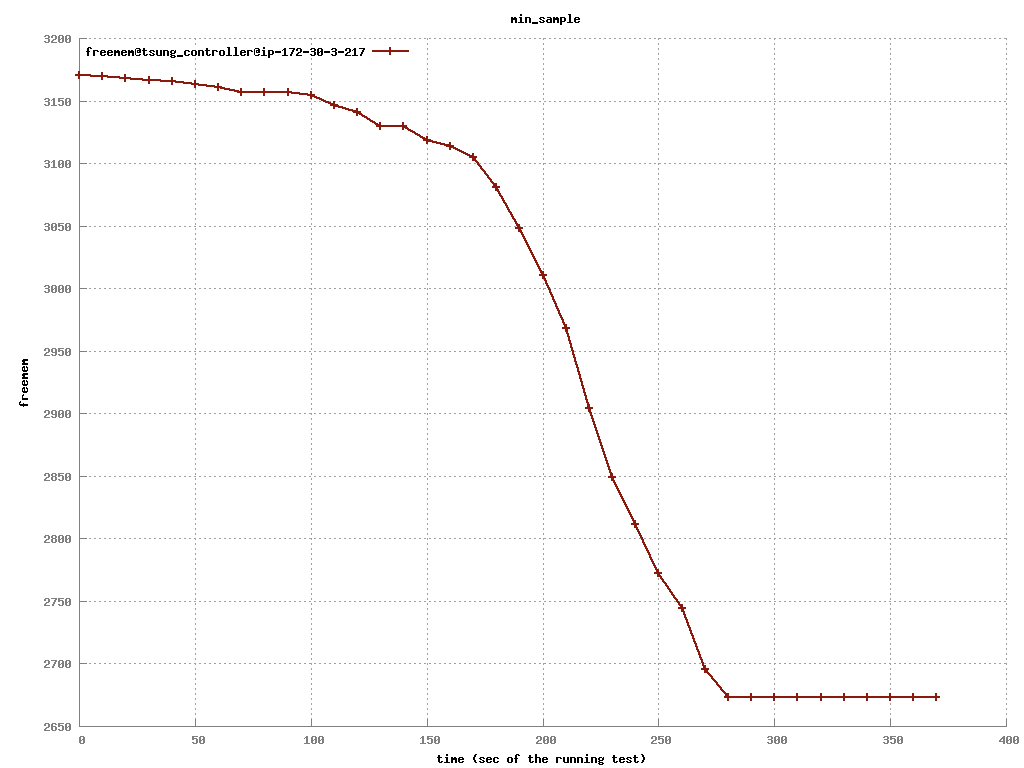 min_sample
3200
freemem@tsung_controller@ip-172-30-3-217
3150
3100
3050
3000
2950
freemem
2900
2850
2800
2750
2700
2650
0 50 100 150 200 250 300 350 400
time (sec of the running test)